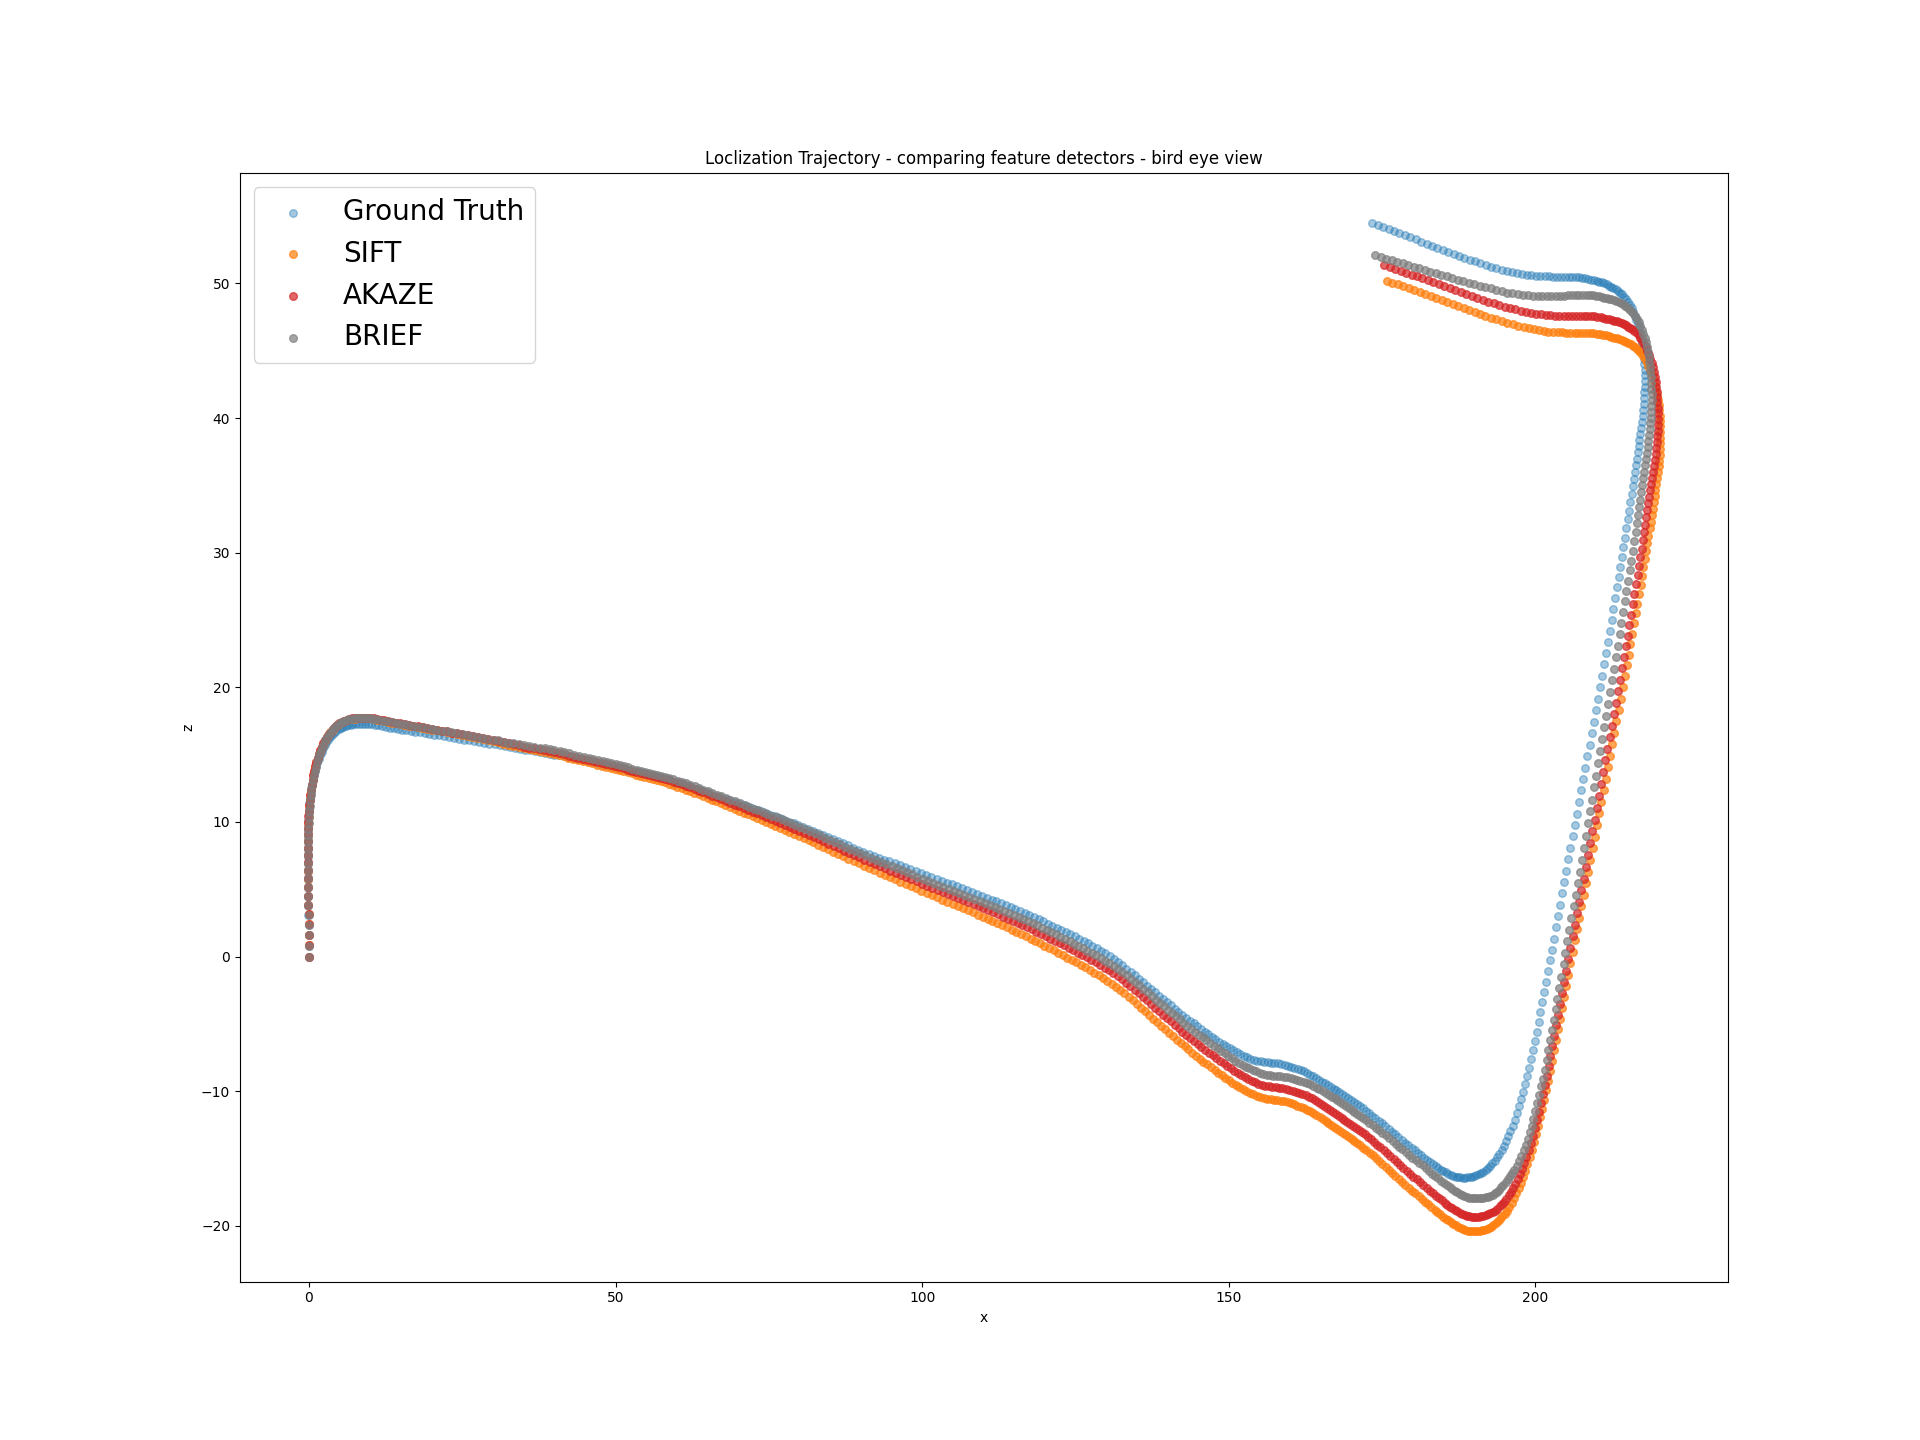 Loclization Trajectory - comparing feature detectors - bird eye view
Ground Truth
SIFT
AKAZE
BRIEF
50
40
30
20
10
0
−10
−20
z
0 50 100 150 200
x